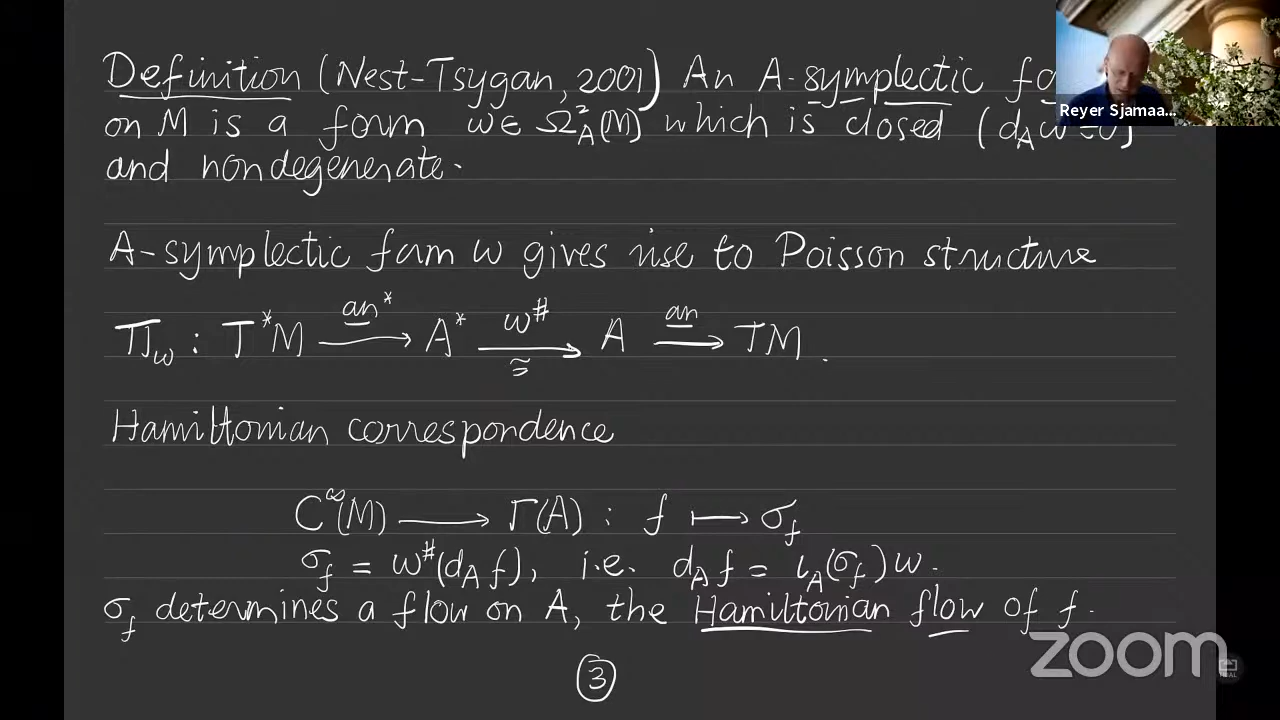 Definition (Nest-Tsygan, 2001) An A-symplectic
on M is a form ω ∈ Ω²_A(M) which is closed (d_A ω = 0)
and nondegenerate.
A-symplectic form ω gives rise to Poisson structure
π_ω : T*M —an*→ A* —ω^#, ≅→ A —an→ TM.
Hamiltonian correspondence
C^∞(M) ⟶ Γ(A) : f ⟼ σ_f
σ_f = ω^#(d_A f), i.e. d_A f = ι_A(σ_f)ω.
σ_f determines a flow on A, the Hamiltonian flow of f.
3
Reyer Sjamaa...
zoom